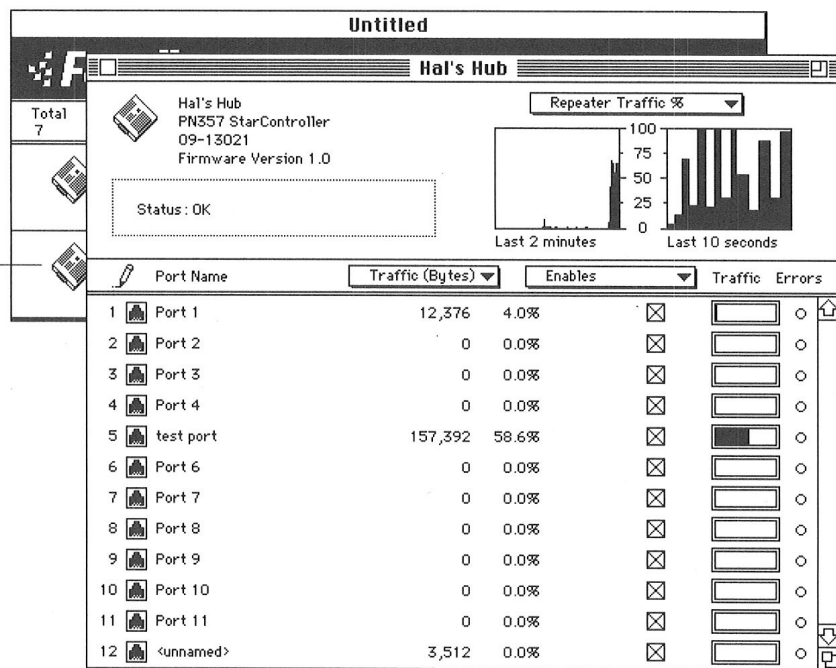 Untitled
F
Hal's Hub
Total
7
Hal's Hub
PN357 StarController
09-13021
Firmware Version 1.0
Status: OK
Repeater Traffic %
100
75
50
25
0
Last 2 minutes Last 10 seconds
Port Name Traffic (Bytes) Enables Traffic Errors
1 Port 1 12,376 4.0%
2 Port 2 0 0.0%
3 Port 3 0 0.0%
4 Port 4 0 0.0%
5 test port 157,392 58.6%
6 Port 6 0 0.0%
7 Port 7 0 0.0%
8 Port 8 0 0.0%
9 Port 9 0 0.0%
10 Port 10 0 0.0%
11 Port 11 0 0.0%
12 <unnamed> 3,512 0.0%